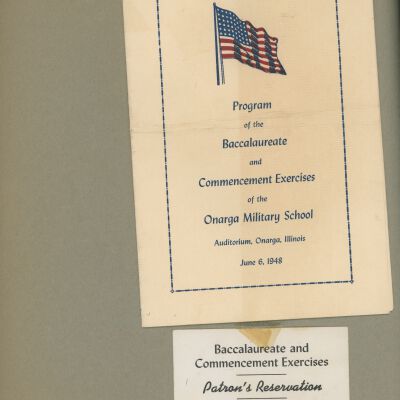 Program
of the
Baccalaureate
and
Commencement Exercises
of the
Onarga Military School
Auditorium, Onarga, Illinois
June 6, 1948
Baccalaureate and
Commencement Exercises
Patron's Reservation